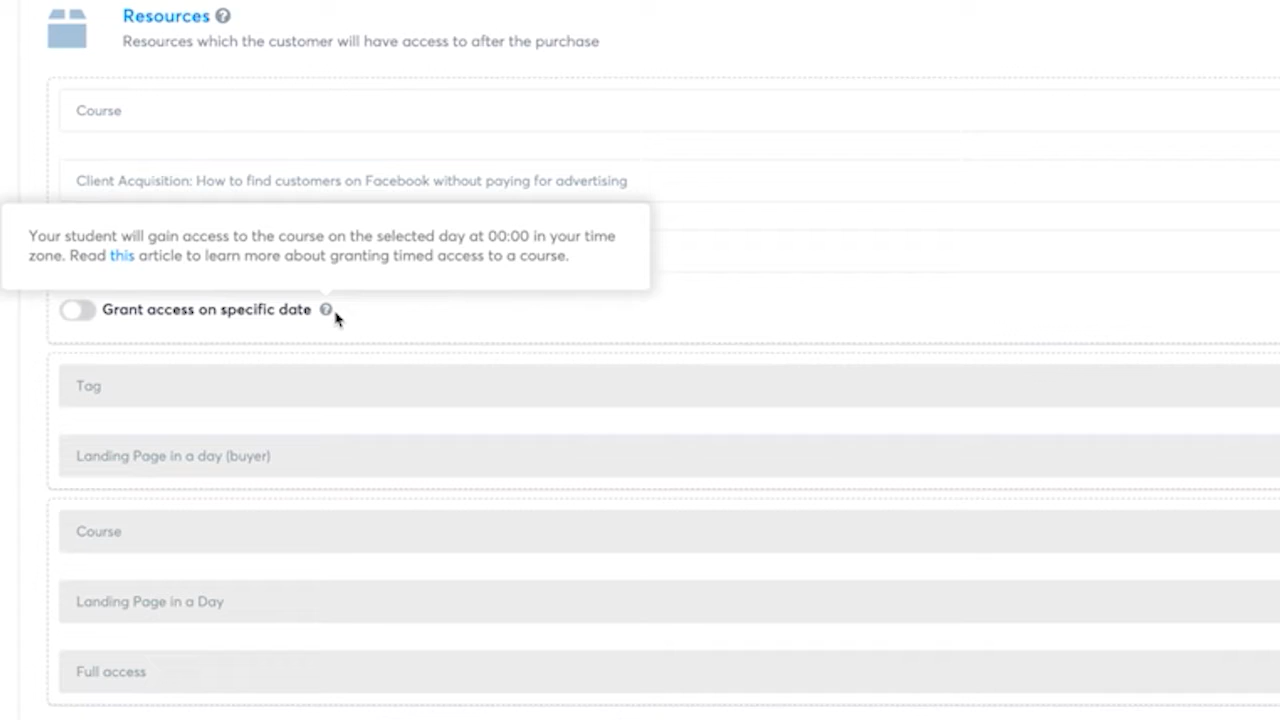 Resources
Resources which the customer will have access to after the purchase
Course
Client Acquisition: How to find customers on Facebook without paying for advertising
Your student will gain access to the course on the selected day at 00:00 in your time
zone. Read this article to learn more about granting timed access to a course.
Grant access on specific date
Tag
Landing Page in a day (buyer)
Course
Landing Page in a Day
Full access